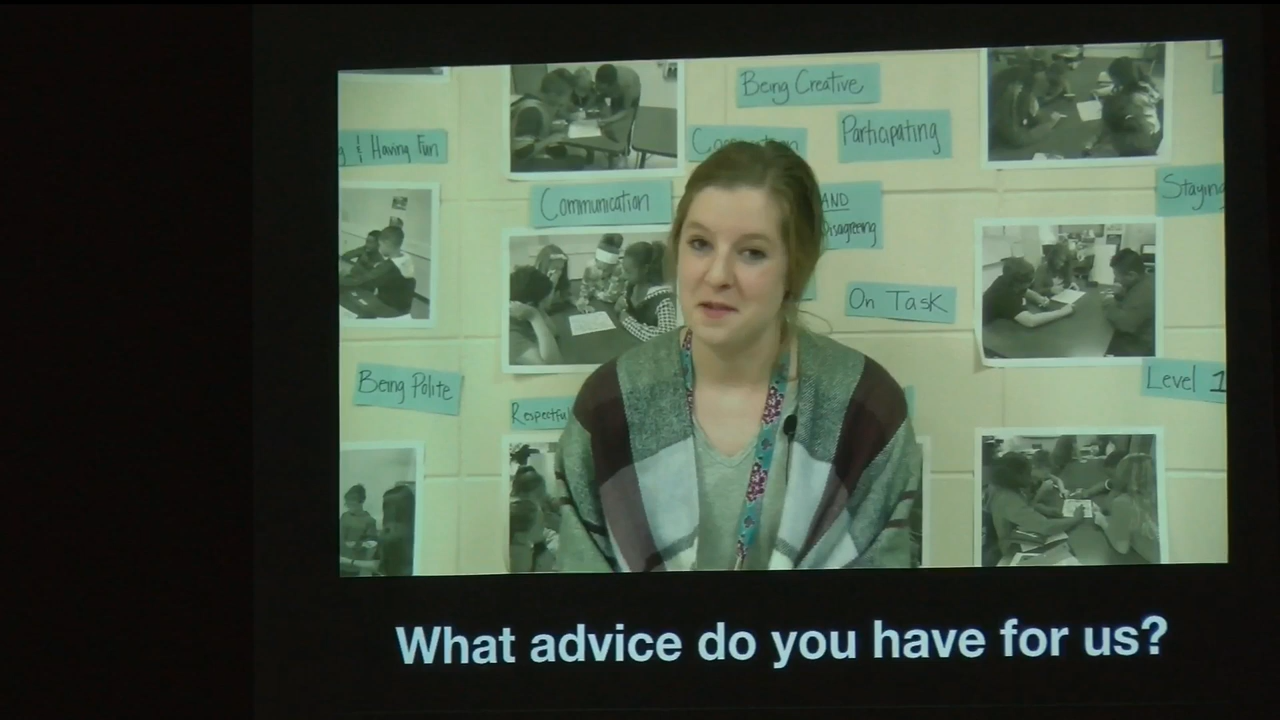 Being Creative
Participating
& Having Fun
Communication
AND
Disagreeing
Staying
On Task
Being Polite
Respectful
Level 1
What advice do you have for us?